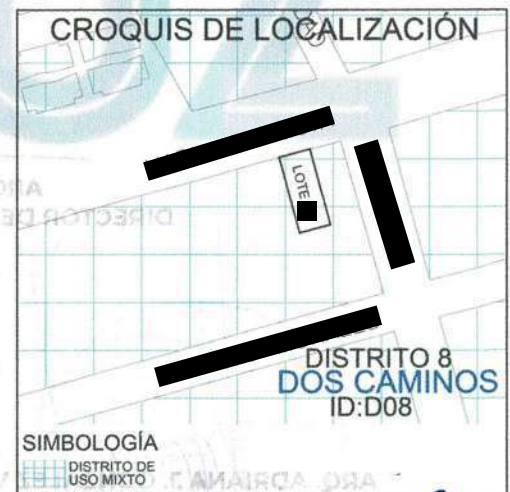 CROQUIS DE LOCALIZACIÓN
LOTE
DISTRITO 8
DOS CAMINOS
ID:D08
SIMBOLOGÍA
DISTRITO DE
USO MIXTO